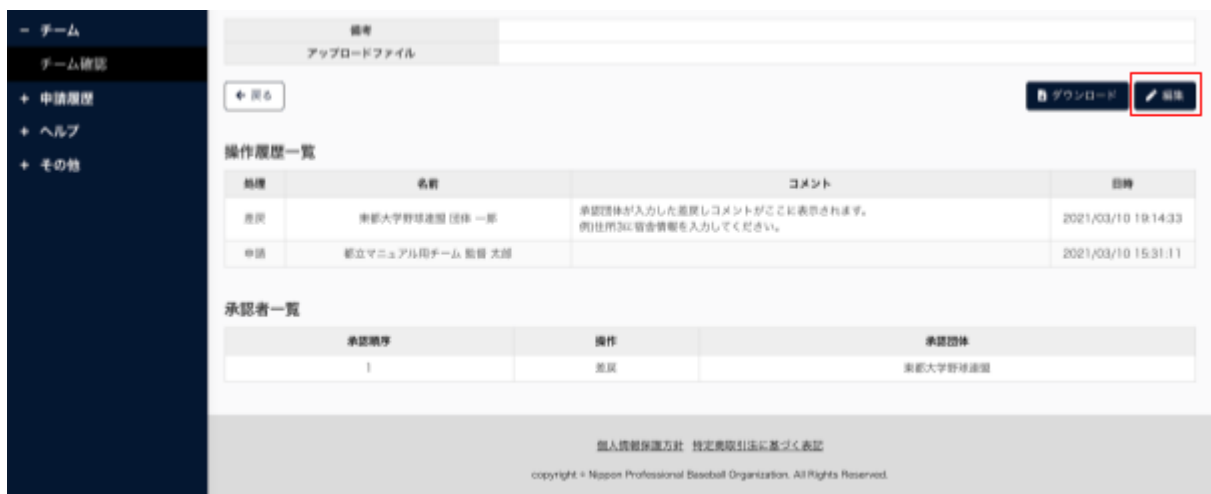 − チーム
チーム確認
+ 申請履歴
+ ヘルプ
+ その他
備考
アップロードファイル
戻る
ダウンロード 編集
操作履歴一覧
処理 名前 コメント 日時
差戻 東都大学野球連盟 団体 一郎 承認団体が入力した差戻しコメントがここに表示されます。 2021/03/10 19:14:33
例)住所3に宿舎情報を入力してください。
申請 都立マニュアル用チーム 監督 太郎 2021/03/10 15:31:11
承認者一覧
承認順序 操作 承認団体
1 差戻 東都大学野球連盟
個人情報保護方針 特定商取引法に基づく表記
copyright © Nippon Professional Baseball Organization. All Rights Reserved.